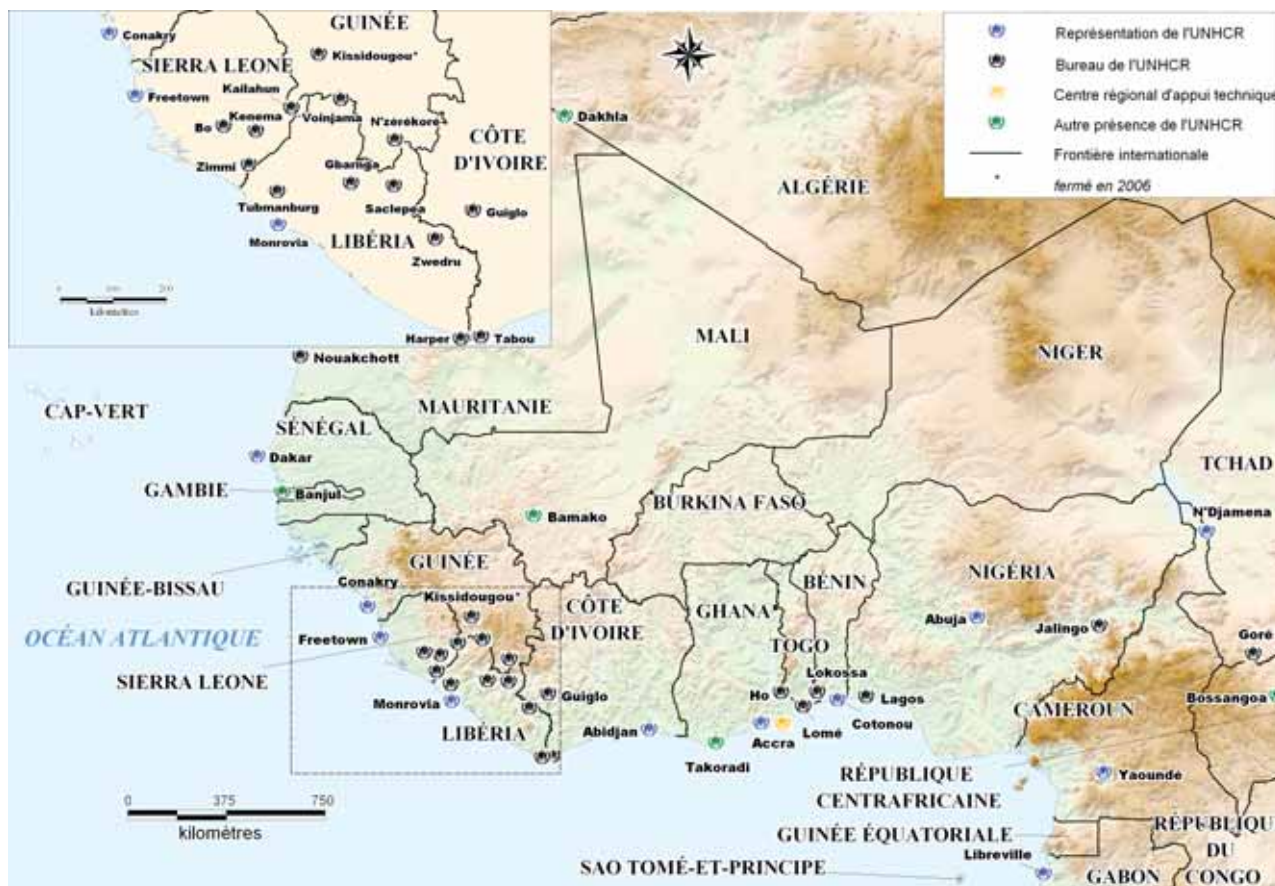 Conakry
GUINÉE
Kissidougou*
SIERRA LEONE
Kailahun
Freetown
Kenema
Bo
Voinjama
N'zérékoré
CÔTE
D'IVOIRE
Zimmi
Gbarnga
Tubmanburg
Saclepea
Guiglo
Monrovia
LIBÉRIA
Zwedru
0 100 200
kilomètres
Harper
Tabou
Représentation de l'UNHCR
Bureau de l'UNHCR
Centre régional d'appui technique
Autre présence de l'UNHCR
Frontière internationale
* fermé en 2006
Dakhla
ALGÉRIE
Nouakchott
MALI
NIGER
CAP-VERT
MAURITANIE
SÉNÉGAL
Dakar
TCHAD
GAMBIE
Banjul
Bamako
BURKINA FASO
N'Djamena
GUINÉE
GUINÉE-BISSAU
Conakry
Kissidougou*
CÔTE
D'IVOIRE
GHANA
BÉNIN
NIGÉRIA
Abuja
Jalingo
OCÉAN ATLANTIQUE
Freetown
TOGO
Goré
SIERRA LEONE
Lokossa
Monrovia
Guiglo
Ho
Lagos
Bossangoa
LIBÉRIA
Abidjan
Lomé
Cotonou
CAMEROUN
Accra
Takoradi
Yaoundé
RÉPUBLIQUE
CENTRAFRICAINE
0 375 750
kilomètres
GUINÉE ÉQUATORIALE
RÉPUBLIQU
DU
CONGO
SAO TOMÉ-ET-PRINCIPE
Libreville
GABON